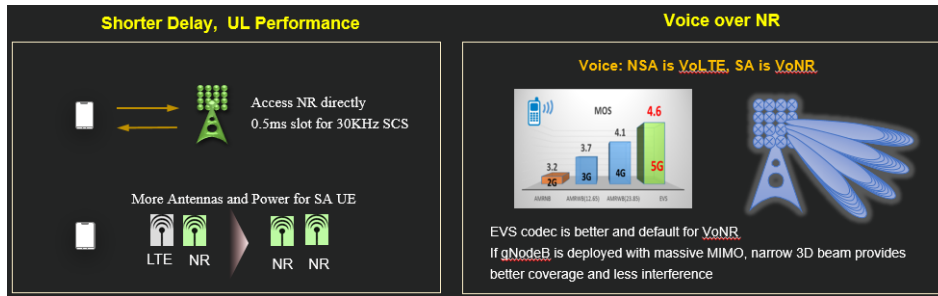 Shorter Delay, UL Performance
Access NR directly
0.5ms slot for 30KHz SCS
More Antennas and Power for SA UE
LTE NR NR NR
Voice over NR
Voice: NSA is VoLTE, SA is VoNR
MOS
3.2 3.7 4.1 4.6
2G 3G 4G 5G
AMRNB AMRWB(12.65) AMRWB(23.85) EVS
EVS codec is better and default for VoNR
If gNodeB is deployed with massive MIMO, narrow 3D beam provides
better coverage and less interference